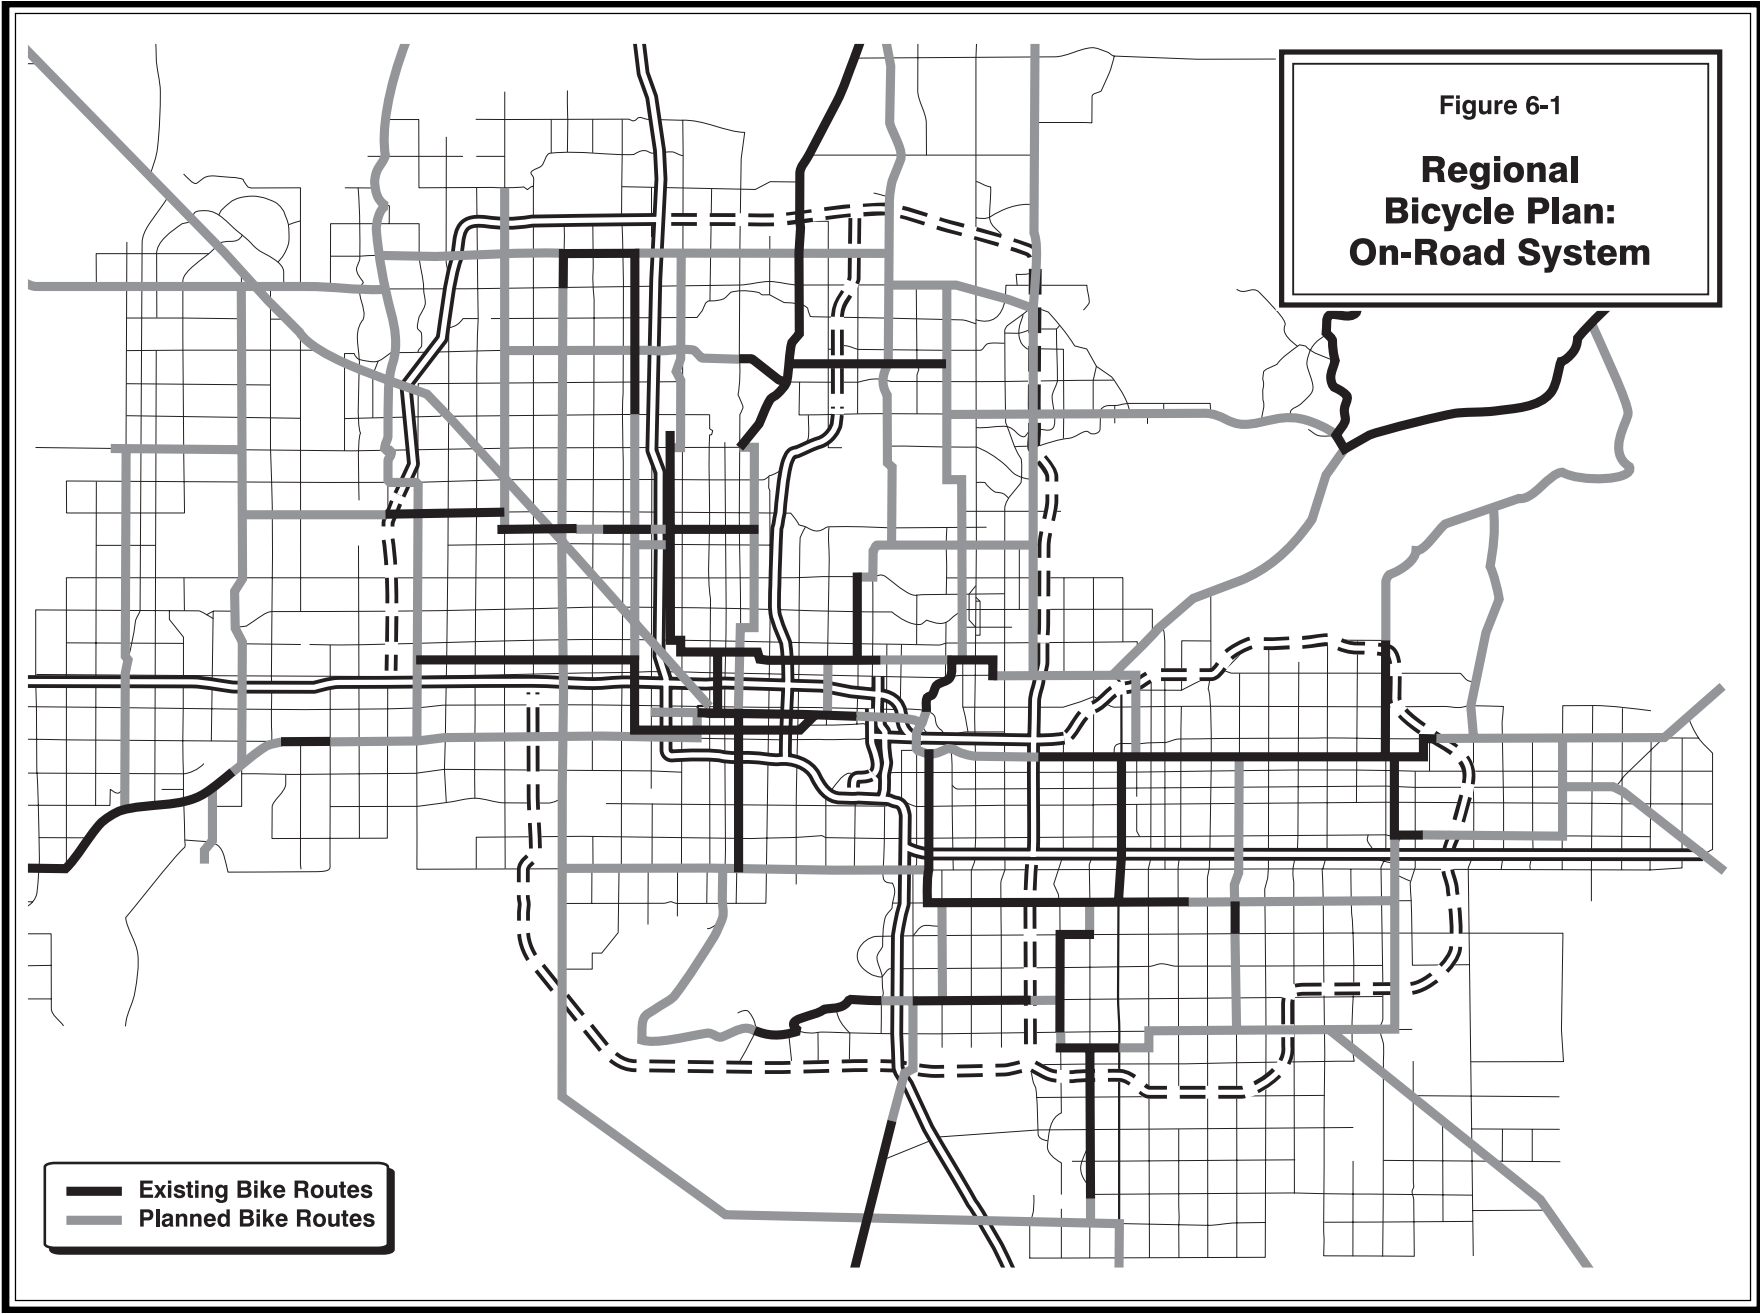 Figure 6-1
Regional
Bicycle Plan:
On-Road System
Existing Bike Routes
Planned Bike Routes